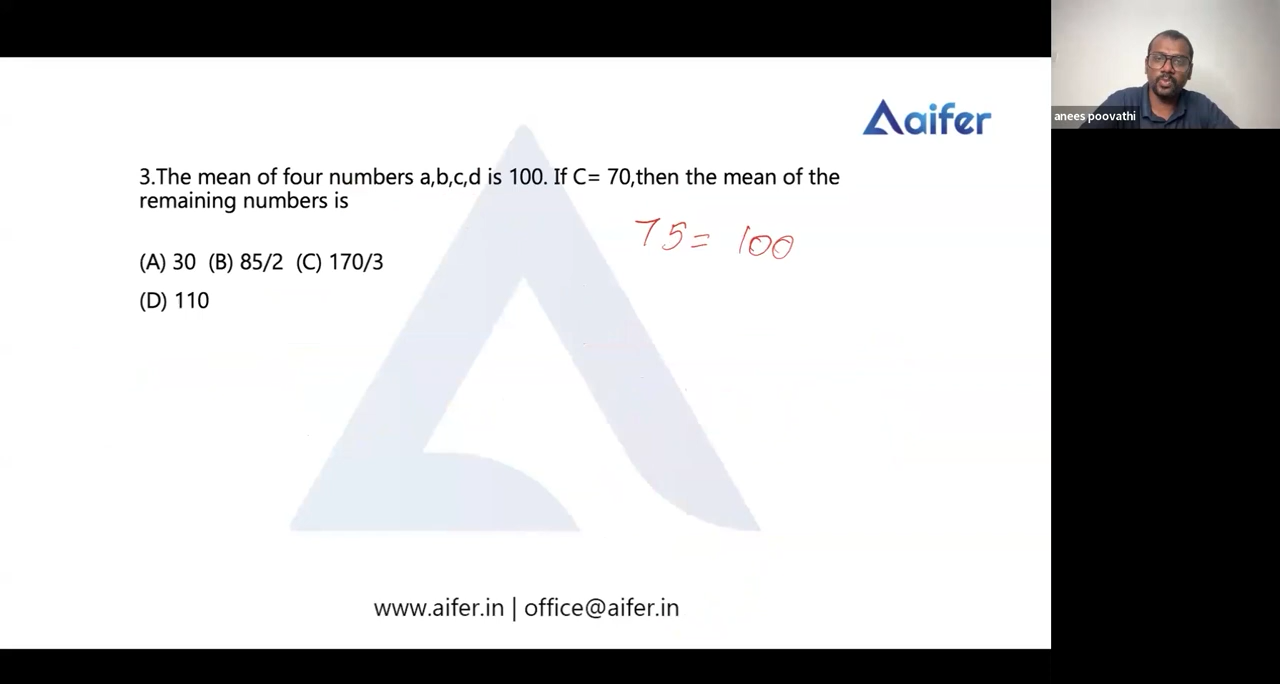 aifer
anees poovathi
3.The mean of four numbers a,b,c,d is 100. If C= 70,then the mean of the
remaining numbers is
75= 100
(A) 30 (B) 85/2 (C) 170/3
(D) 110
www.aifer.in | office@aifer.in